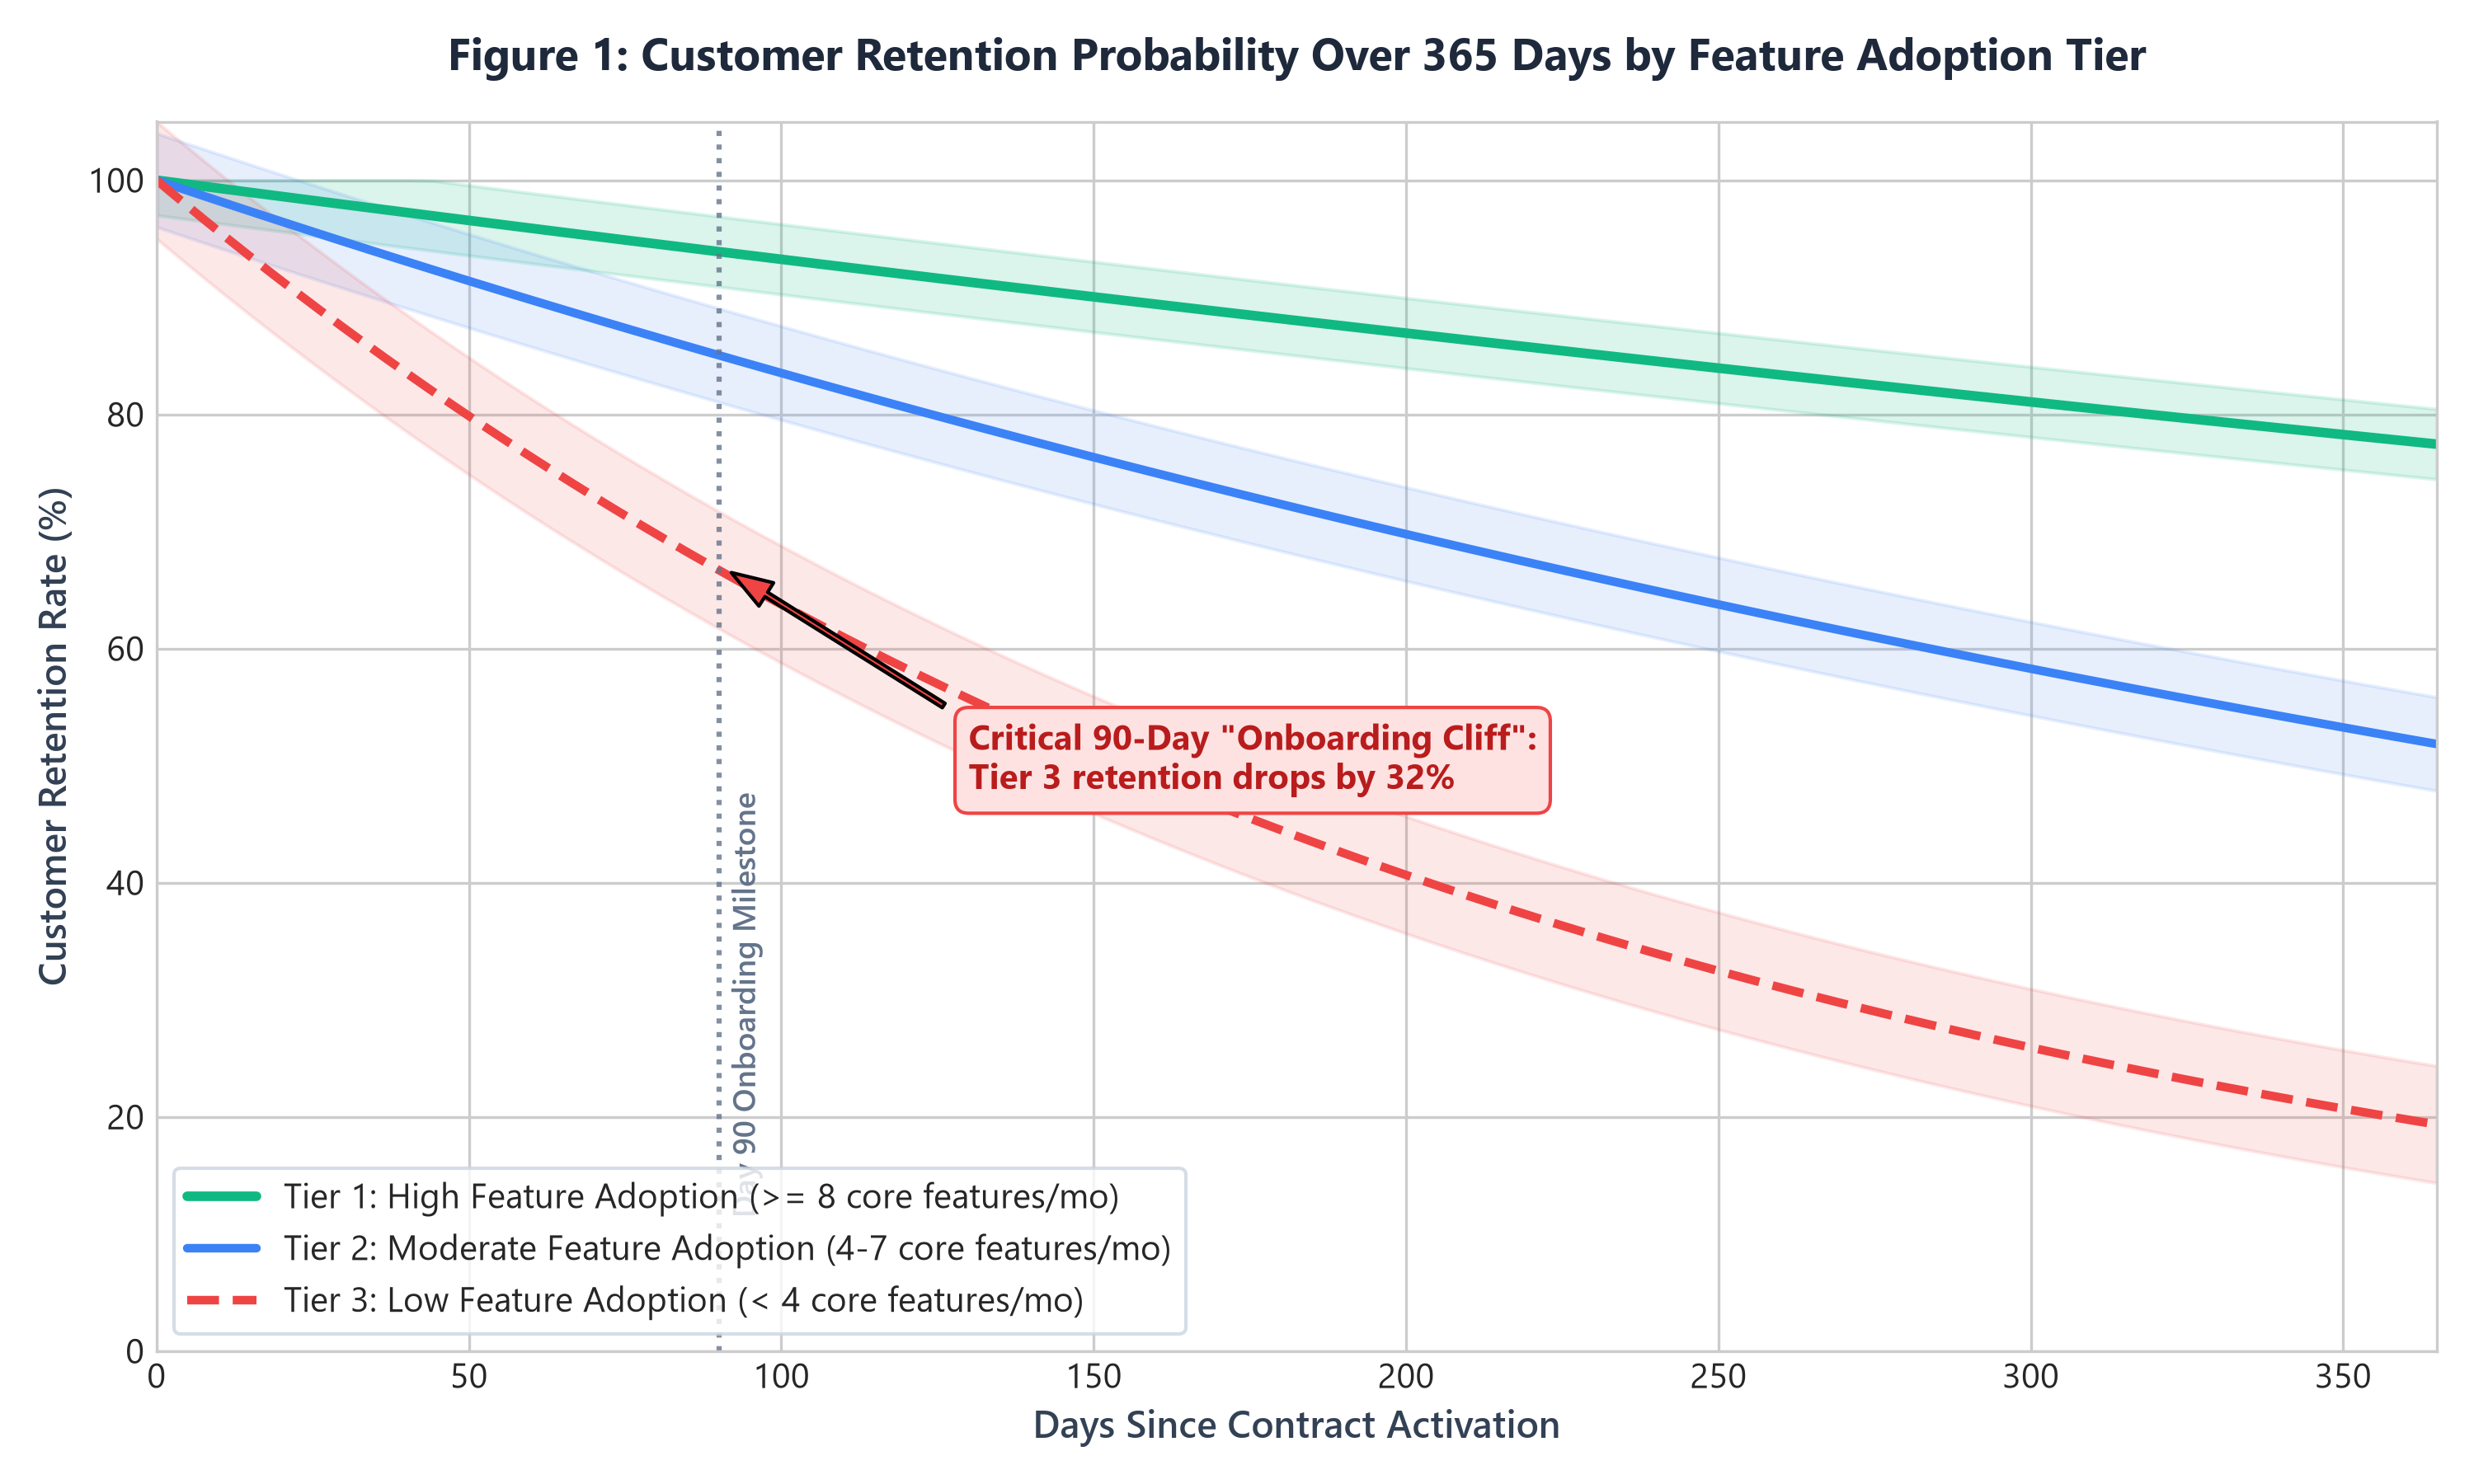 Figure 1: Customer Retention Probability Over 365 Days by Feature Adoption Tier
Customer Retention Rate (%)
100
80
60
40
20
0
Critical 90-Day "Onboarding Cliff":
Tier 3 retention drops by 32%
Day 90 Onboarding Milestone
Tier 1: High Feature Adoption (>= 8 core features/mo)
Tier 2: Moderate Feature Adoption (4-7 core features/mo)
Tier 3: Low Feature Adoption (< 4 core features/mo)
0 50 100 150 200 250 300 350
Days Since Contract Activation